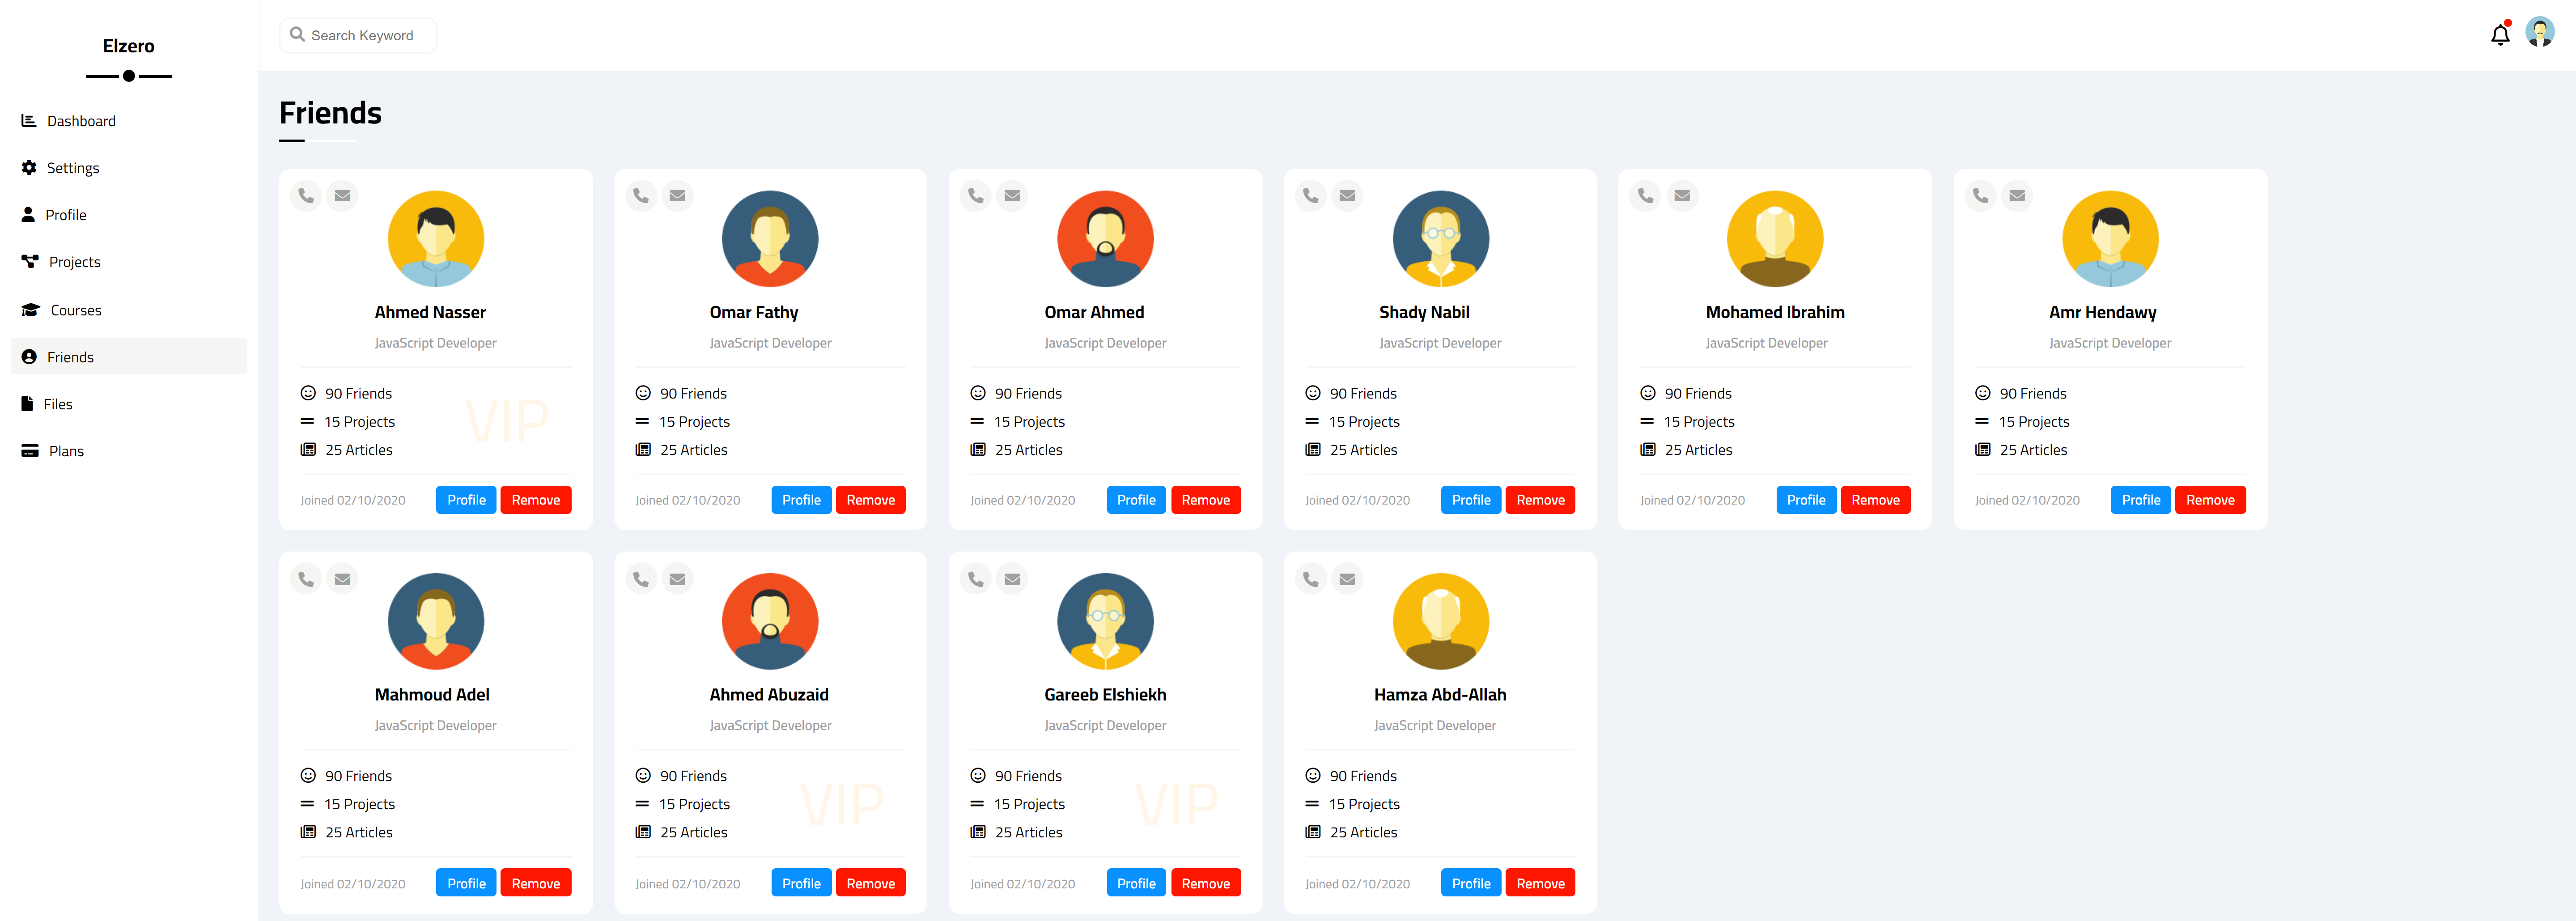 Elzero
Dashboard
Settings
Profile
Projects
Courses
Friends
Files
Plans
Search Keyword
Friends
Ahmed Nasser
JavaScript Developer
90 Friends
15 Projects
25 Articles
VIP
Joined 02/10/2020 Profile Remove
Omar Fathy
JavaScript Developer
90 Friends
15 Projects
25 Articles
Joined 02/10/2020 Profile Remove
Omar Ahmed
JavaScript Developer
90 Friends
15 Projects
25 Articles
Joined 02/10/2020 Profile Remove
Shady Nabil
JavaScript Developer
90 Friends
15 Projects
25 Articles
Joined 02/10/2020 Profile Remove
Mohamed Ibrahim
JavaScript Developer
90 Friends
15 Projects
25 Articles
Joined 02/10/2020 Profile Remove
Amr Hendawy
JavaScript Developer
90 Friends
15 Projects
25 Articles
Joined 02/10/2020 Profile Remove
Mahmoud Adel
JavaScript Developer
90 Friends
15 Projects
25 Articles
Joined 02/10/2020 Profile Remove
Ahmed Abuzaid
JavaScript Developer
90 Friends
15 Projects
25 Articles
VIP
Joined 02/10/2020 Profile Remove
Gareeb Elshiekh
JavaScript Developer
90 Friends
15 Projects
25 Articles
VIP
Joined 02/10/2020 Profile Remove
Hamza Abd-Allah
JavaScript Developer
90 Friends
15 Projects
25 Articles
Joined 02/10/2020 Profile Remove